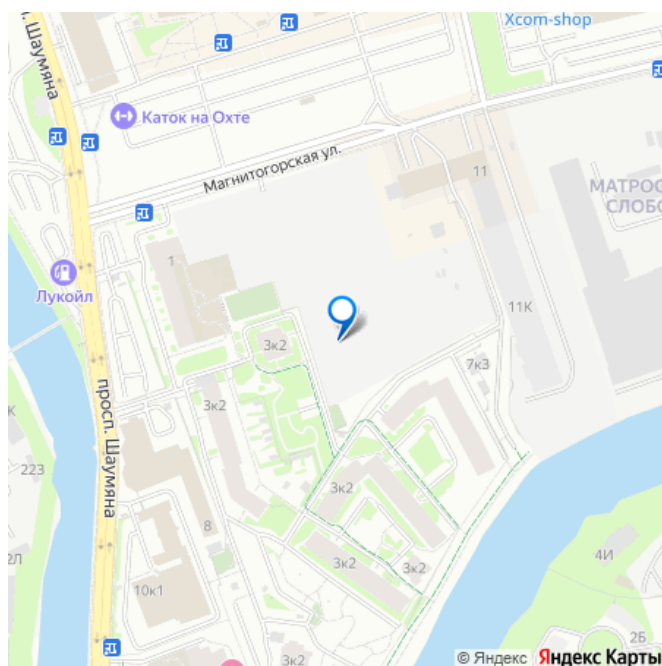 Xcom-shop
п. Шаумяна
Каток на Охте
Магнитогорская ул.
11
МАТРОС
СЛОБО
1
Лукойл
11К
3к2
7к3
просп. Шаумяна
3к2
К
223
3к2
8
2Л
4И
3к2
3к2
10к1
2Б
3к2
© Яндекс Яндекс Карты